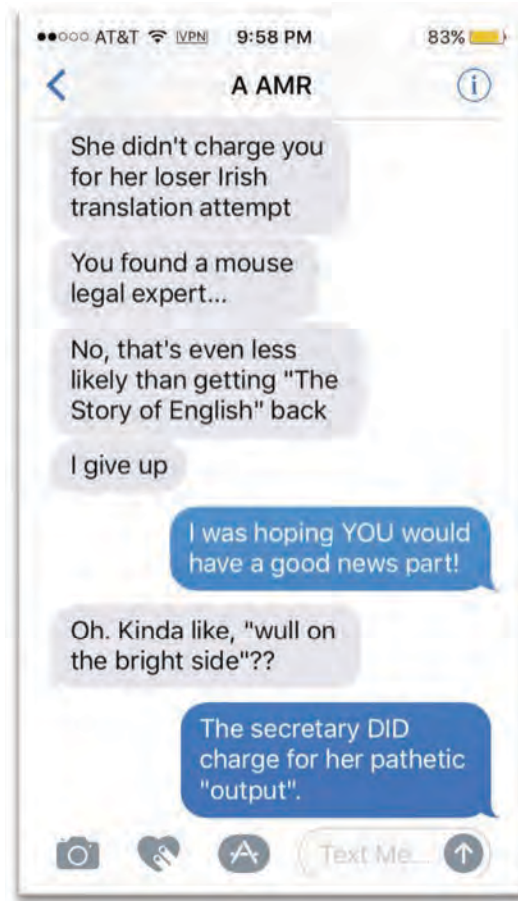 ●●○○○ AT&T VPN 9:58 PM 83%
A AMR
She didn't charge you
for her loser Irish
translation attempt
You found a mouse
legal expert...
No, that's even less
likely than getting "The
Story of English" back
I give up
I was hoping YOU would
have a good news part!
Oh. Kinda like, "wull on
the bright side"??
The secretary DID
charge for her pathetic
"output".
Text Me...